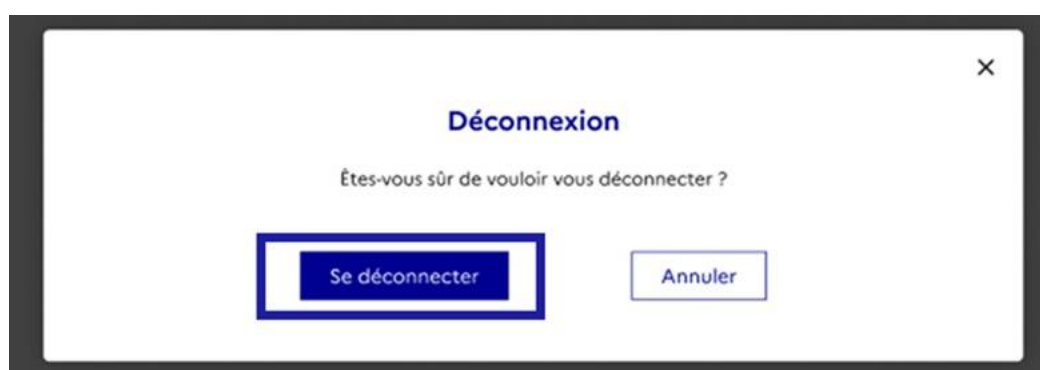 Déconnexion
Êtes-vous sûr de vouloir vous déconnecter ?
Se déconnecter
Annuler